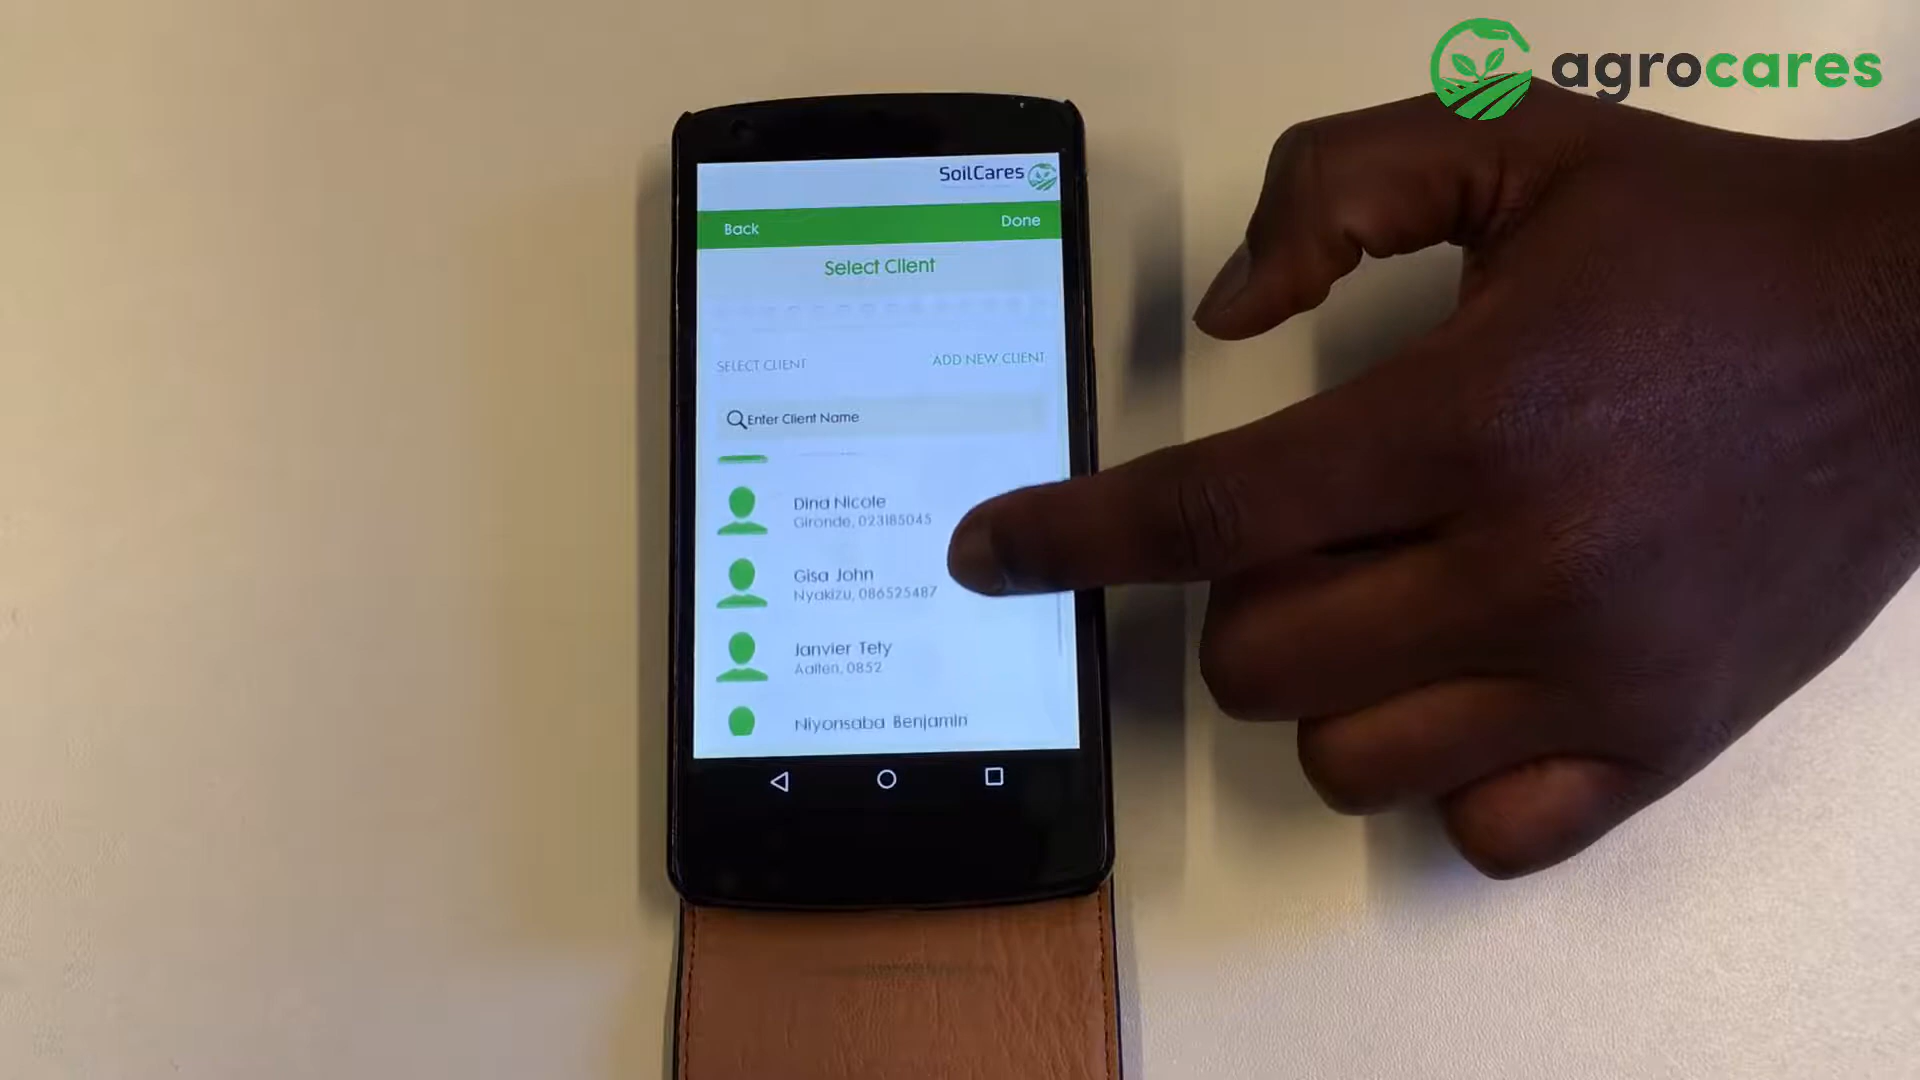 agrocares
SoilCares
Back
Done
Select Client
SELECT CLIENT
ADD NEW CLIENT
Enter Client Name
Dina Nicole
Gironde, 023185045
Gisa John
Nyakizu, 086525487
Janvier Tety
Aalten, 0852
Niyonsaba Benjamin